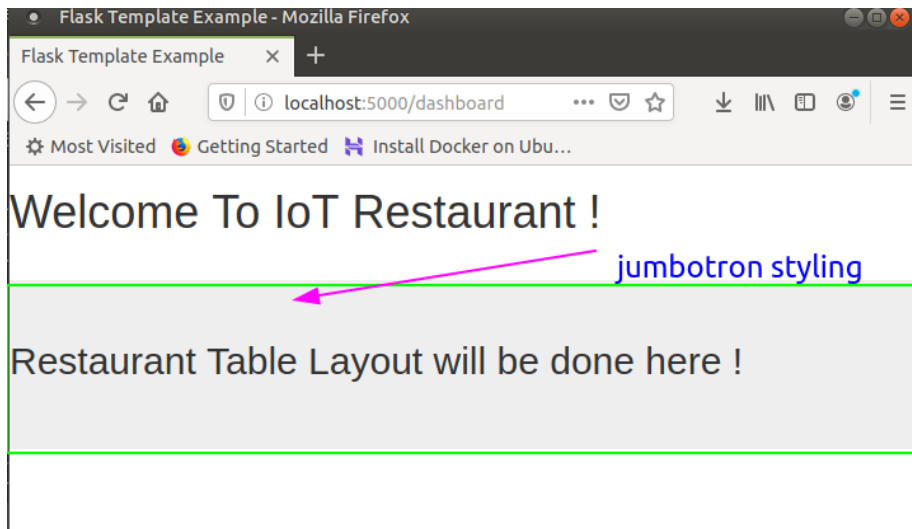 Flask Template Example - Mozilla Firefox
Flask Template Example
localhost:5000/dashboard
Most Visited Getting Started Install Docker on Ubu…
Welcome To IoT Restaurant !
jumbotron styling
Restaurant Table Layout will be done here !